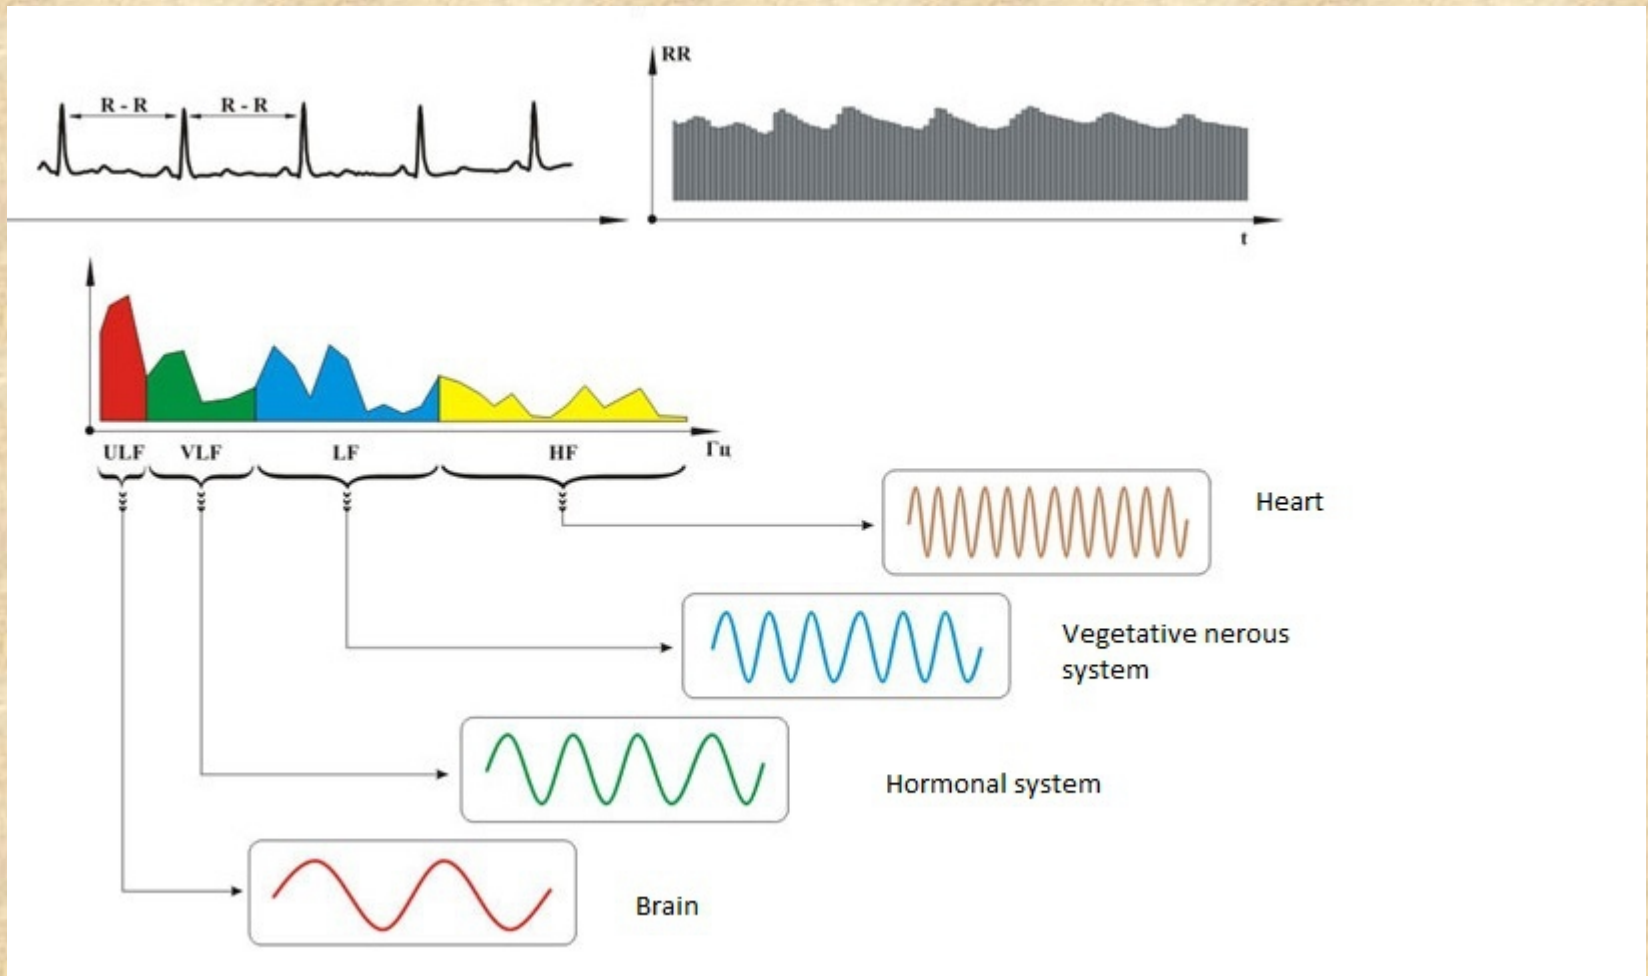 R - R R - R
RR
t
ULF VLF LF HF Гц
Heart
Vegetative nerous
system
Hormonal system
Brain